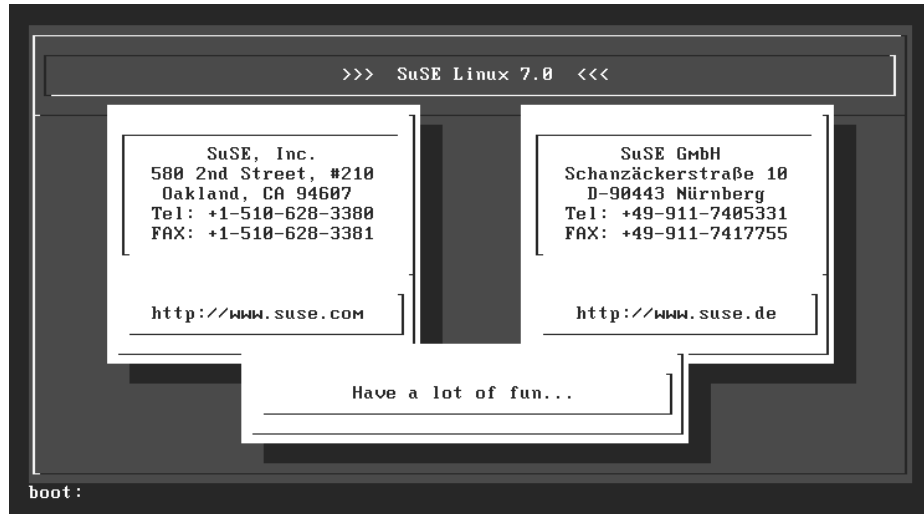 >>> SuSE Linux 7.0 <<<
SuSE, Inc.
580 2nd Street, #210
Oakland, CA 94607
Tel: +1-510-628-3380
FAX: +1-510-628-3381
http://www.suse.com
SuSE GmbH
Schanzäckerstraße 10
D-90443 Nürnberg
Tel: +49-911-7405331
FAX: +49-911-7417755
http://www.suse.de
Have a lot of fun...
boot: